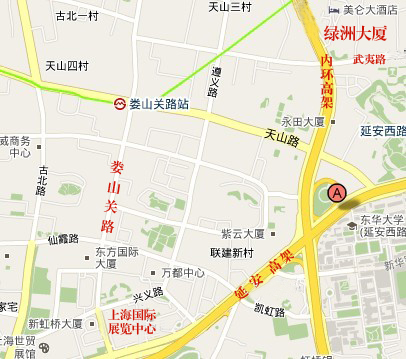 古北一村
天山三村
美仑大酒店
绿洲大厦
武夷路
天山四村
遵义路
内环高架
娄山关路站
永田大厦
天山路
延安西路
威商务
中心
古北路
娄山关路
A
东华大学
(延安西路
仙霞路
紫云大厦
东方国际
大厦
联建新村
延安高架
万都中心
兴义路
凯虹路
上海国际
展览中心
新虹桥大厦
家宅
上海世贸
展馆